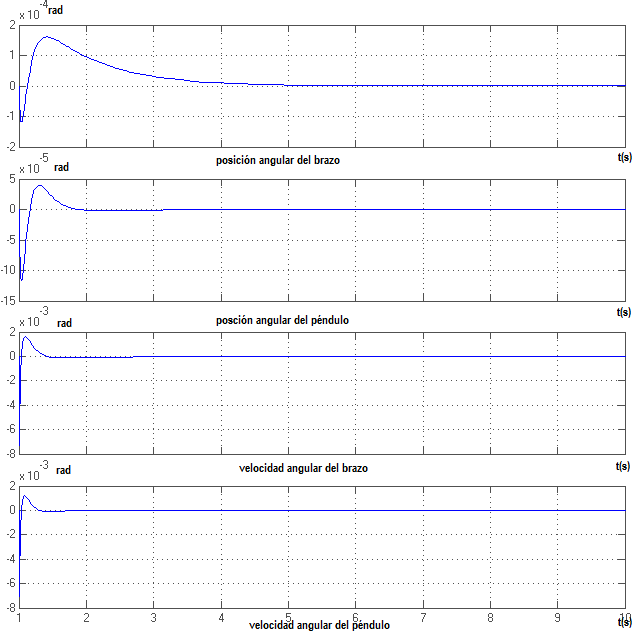 x 10⁻⁴ rad
2
1
0
-1
-2
posición angular del brazo
t(s)
x 10⁻⁵ rad
5
0
-5
-10
-15
posción angular del péndulo
t(s)
x 10⁻³ rad
2
0
-2
-4
-6
-8
velocidad angular del brazo
t(s)
x 10⁻³ rad
2
0
-2
-4
-6
-8
1 2 3 4 5 6 7 8 9 10
velocidad angular del péndulo
t(s)